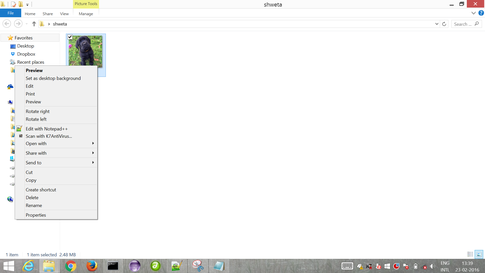 Picture Tools
shweta
File
Home
Share
View
Manage
shweta
Search...
Favorites
Desktop
Dropbox
Recent places
Preview
Set as desktop background
Edit
Print
Preview
Rotate right
Rotate left
Edit with Notepad++
Scan with K7AntiVirus...
Open with
Share with
Send to
Cut
Copy
Create shortcut
Delete
Rename
Properties
1 item
1 item selected 2.48 MB
ENG
13:39
INTL
23-02-2016